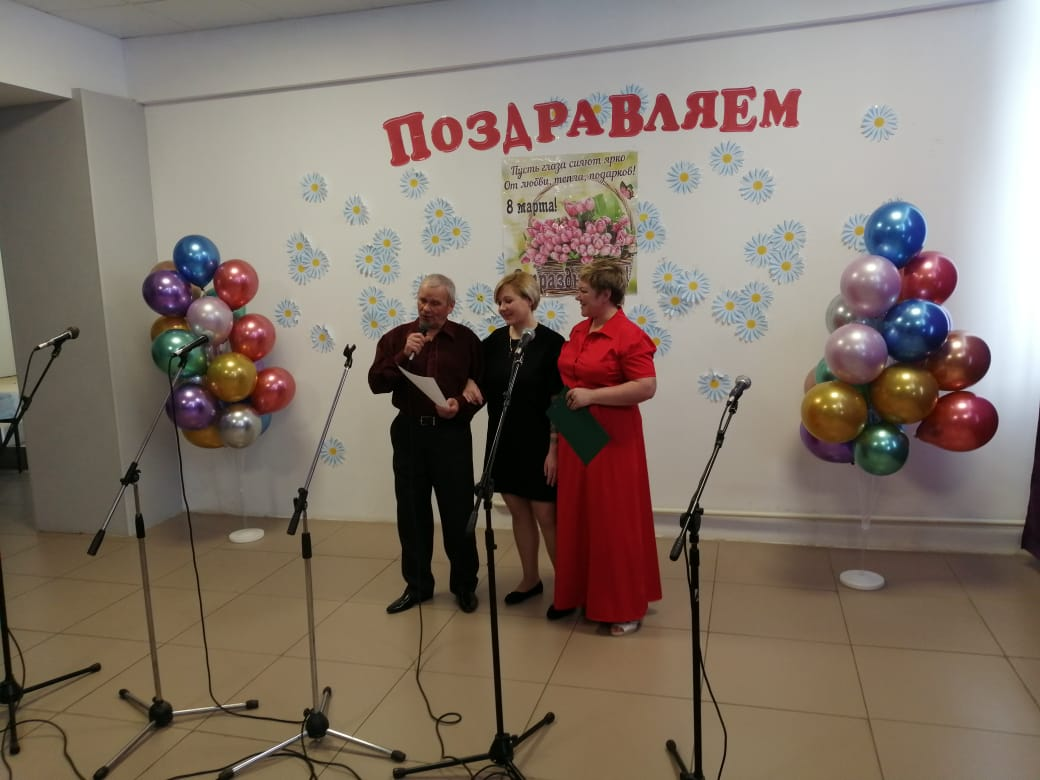 ПОЗДРАВЛЯЕМ
Пусть глаза сияют ярко
От любви, тепла, подарков!
8 марта!